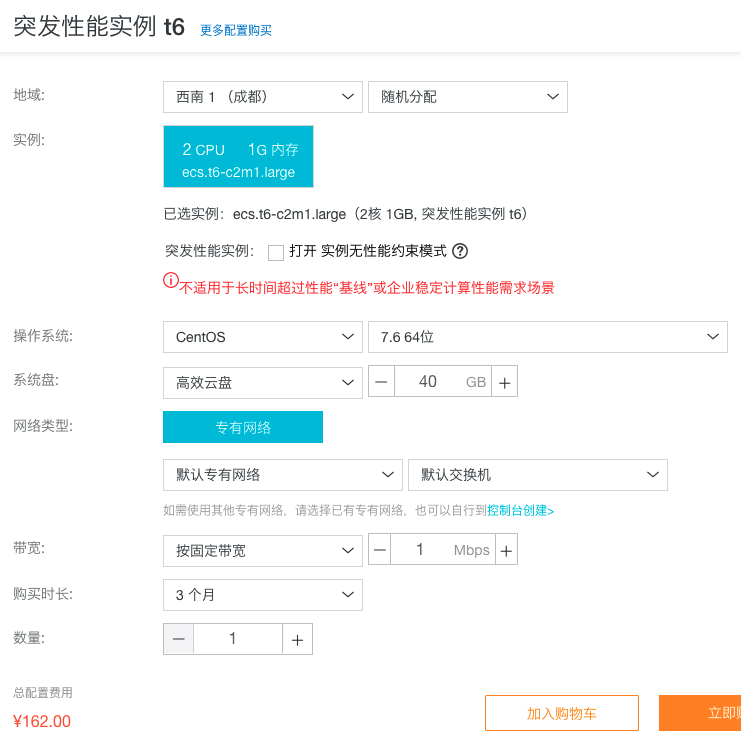 突发性能实例 t6 更多配置购买
地域: 西南 1 （成都） 随机分配
实例: 2 CPU 1G 内存
ecs.t6-c2m1.large
已选实例: ecs.t6-c2m1.large（2核 1GB, 突发性能实例 t6）
突发性能实例: 打开 实例无性能约束模式 ?
不适用于长时间超过性能“基线”或企业稳定计算性能需求场景
操作系统: CentOS 7.6 64位
系统盘: 高效云盘 — 40 GB +
网络类型: 专有网络
默认专有网络 默认交换机
如需使用其他专有网络，请选择已有专有网络，也可以自行到控制台创建>
带宽: 按固定带宽 — 1 Mbps +
购买时长: 3 个月
数量: — 1 +
总配置费用
¥162.00
加入购物车 立即